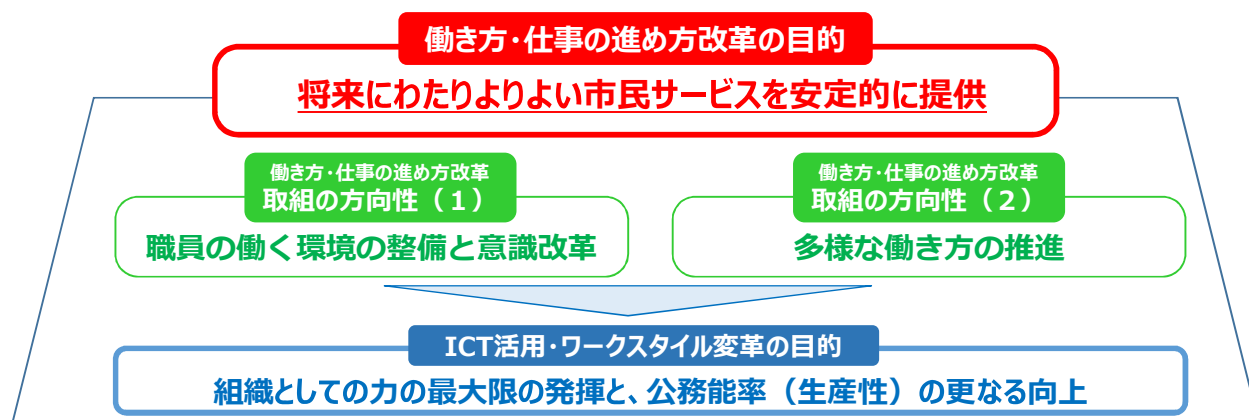 働き方・仕事の進め方改革の目的
将来にわたりよりよい市民サービスを安定的に提供
働き方・仕事の進め方改革
取組の方向性（１）
職員の働く環境の整備と意識改革
働き方・仕事の進め方改革
取組の方向性（２）
多様な働き方の推進
ICT活用・ワークスタイル変革の目的
組織としての力の最大限の発揮と、公務能率（生産性）の更なる向上